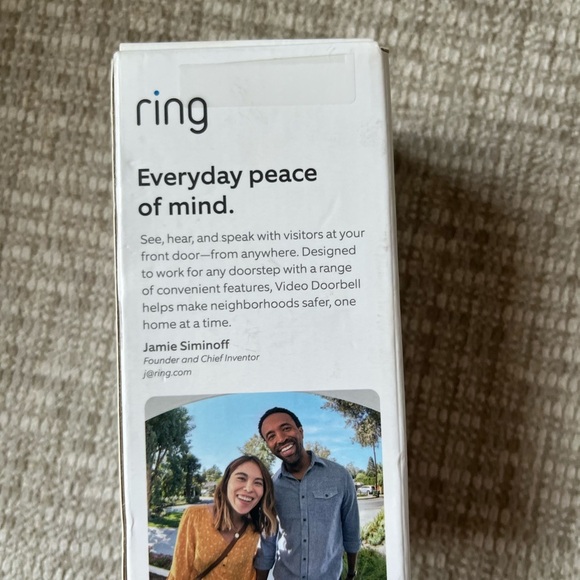 ring
Everyday peace
of mind.
See, hear, and speak with visitors at your
front door—from anywhere. Designed
to work for any doorstep with a range
of convenient features, Video Doorbell
helps make neighborhoods safer, one
home at a time.
Jamie Siminoff
Founder and Chief Inventor
j@ring.com